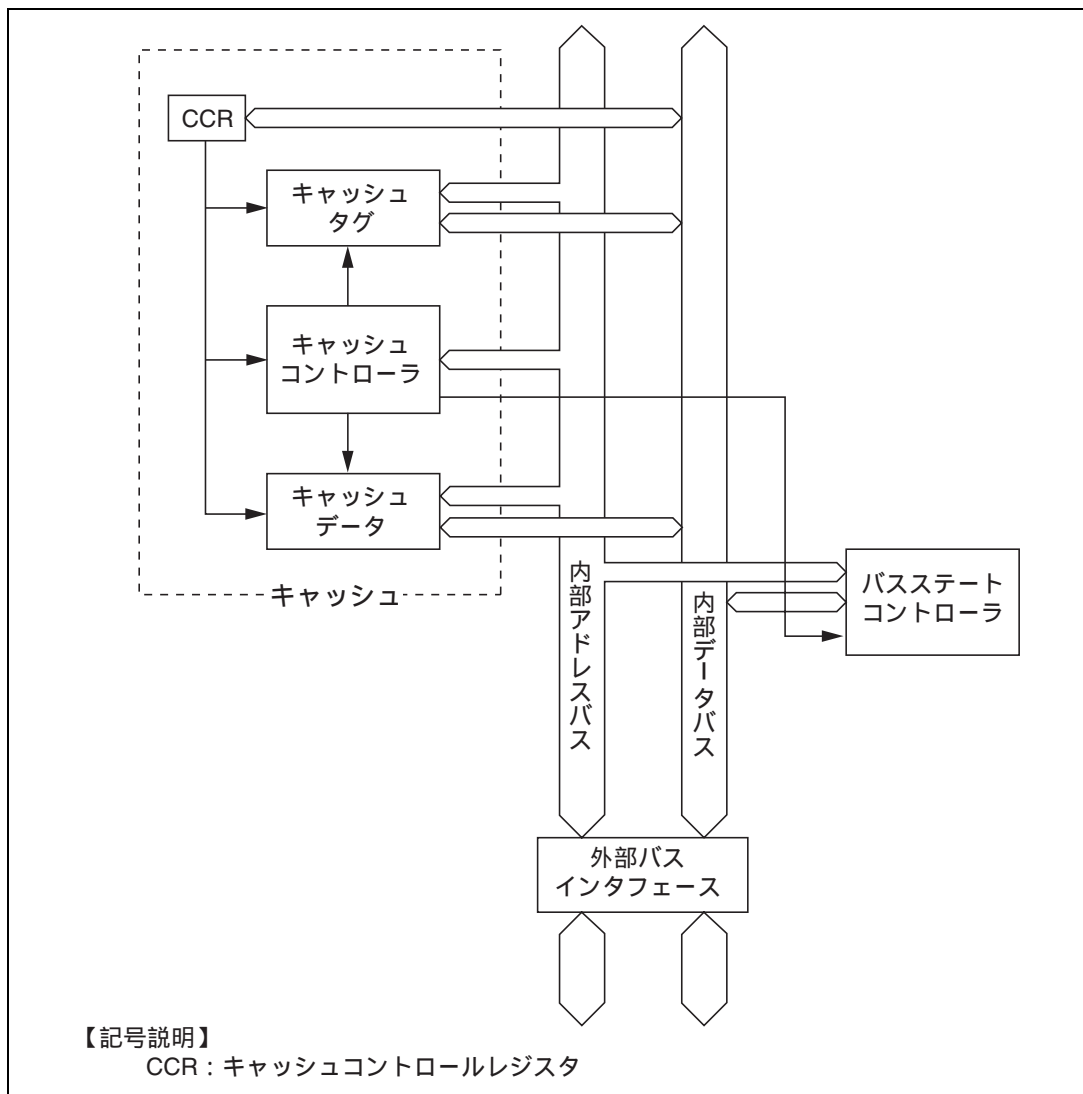 CCR
キャッシュ
タグ
キャッシュ
コントローラ
キャッシュ
データ
キャッシュ
内部アドレスバス
内部データバス
バスステート
コントローラ
外部バス
インタフェース
【記号説明】
CCR：キャッシュコントロールレジスタ